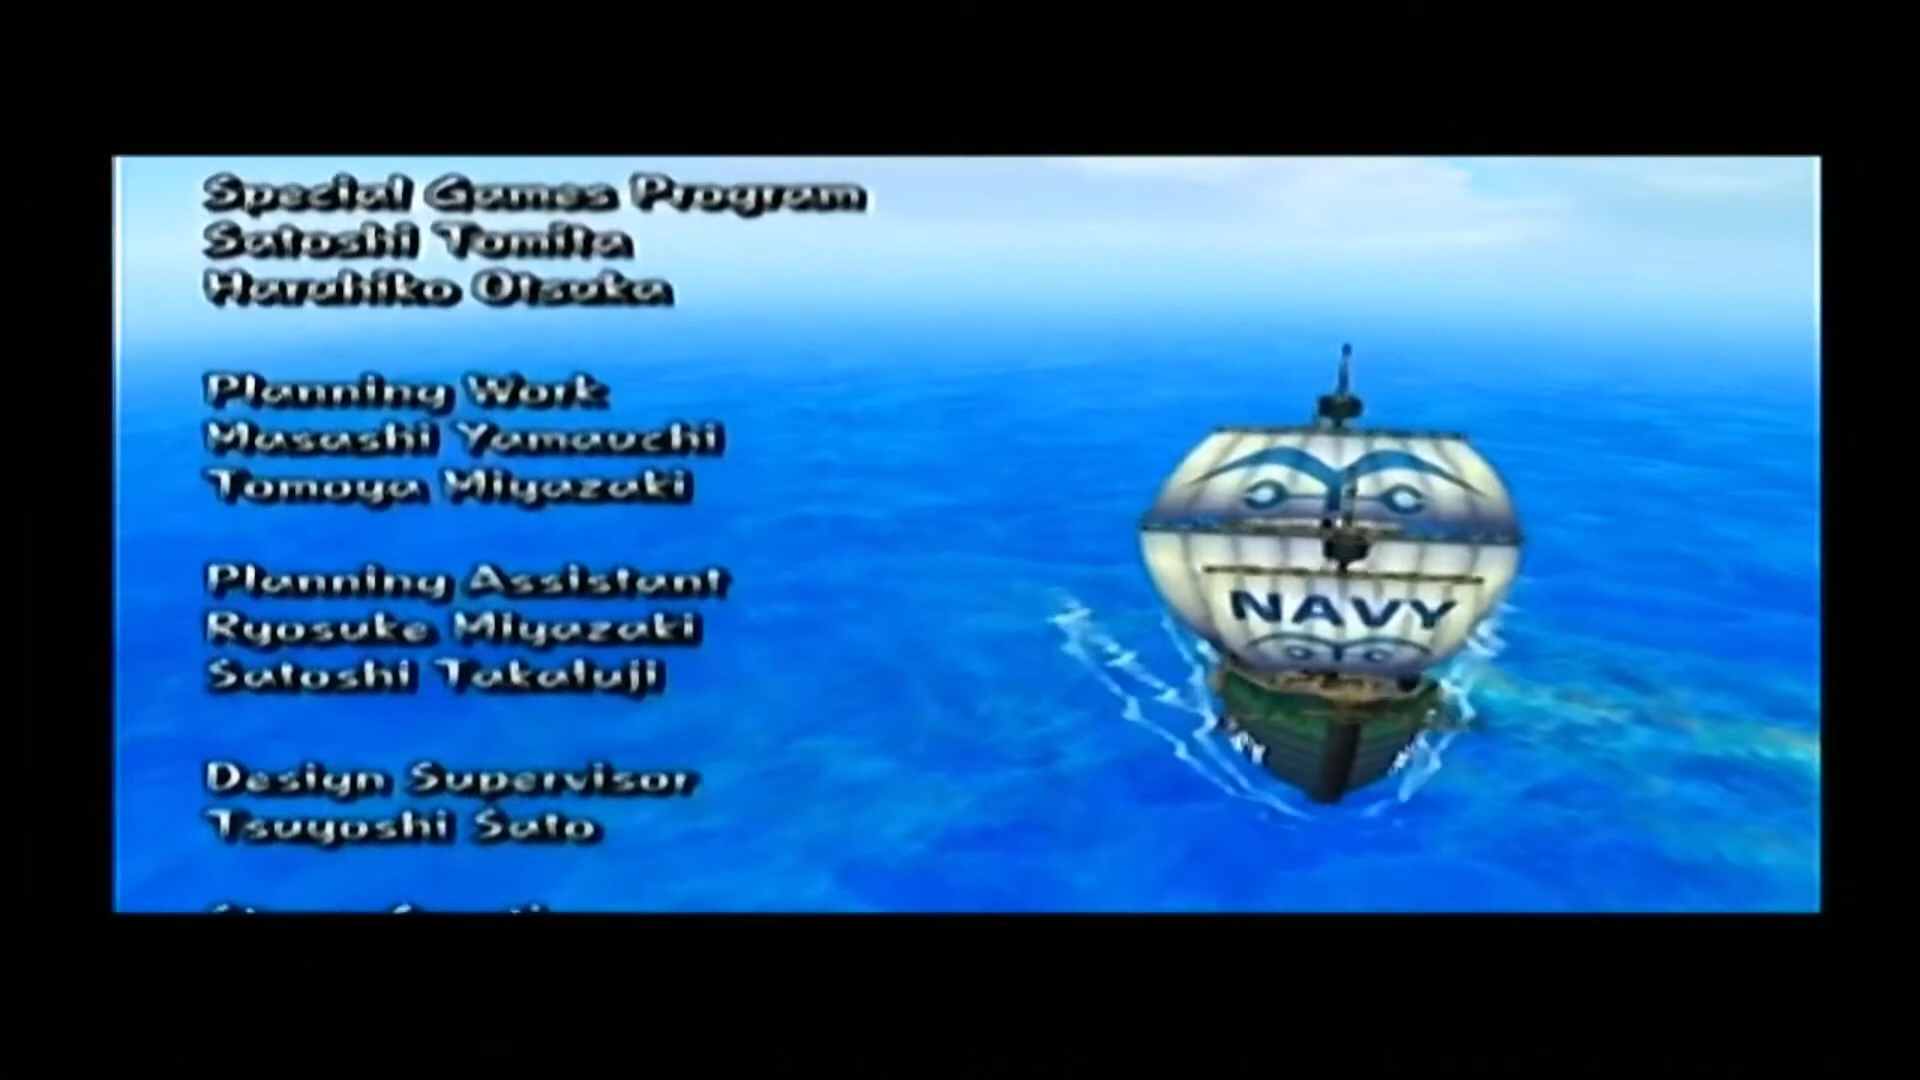 Special Games Program
Satoshi Tomita
Haruhiko Otsuka
Planning Work
Masashi Yamauchi
Tomoya Miyazaki
Planning Assistant
Ryosuke Miyazaki
Satoshi Takatuji
Design Supervisor
Tsuyoshi Sato
NAVY